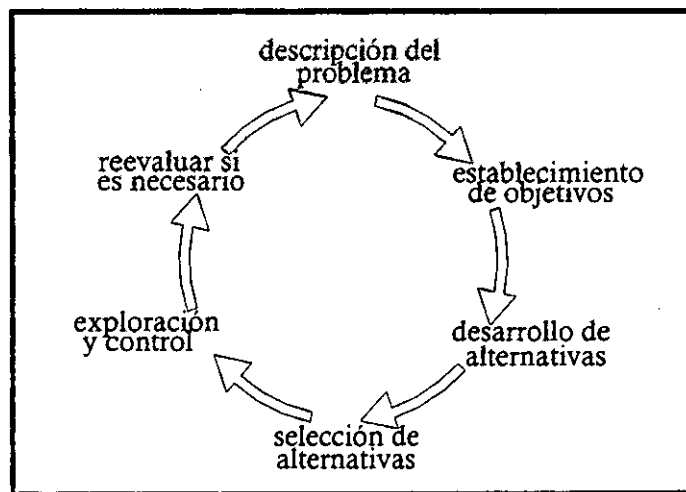 descripción del
problema
establecimiento
de objetivos
desarrollo de
alternativas
selección de
alternativas
exploración
y control
reevaluar si
es necesario